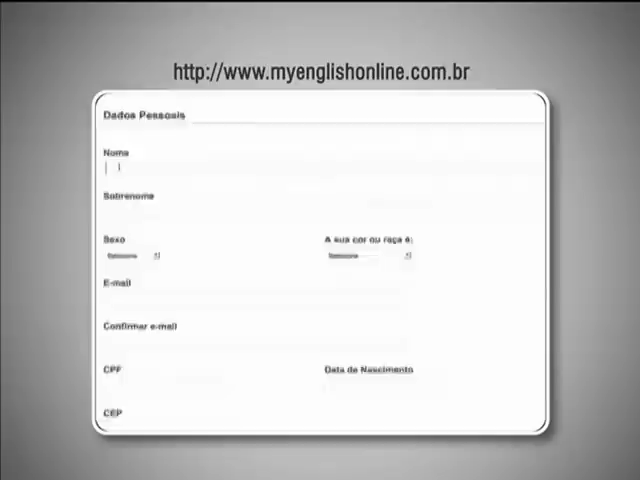 http://www.myenglishonline.com.br
Dados Pessoais
Nome
Sobrenome
Sexo
A sua cor ou raça é:
E-mail
Confirmar e-mail
CPF
Data de Nascimento
CEP